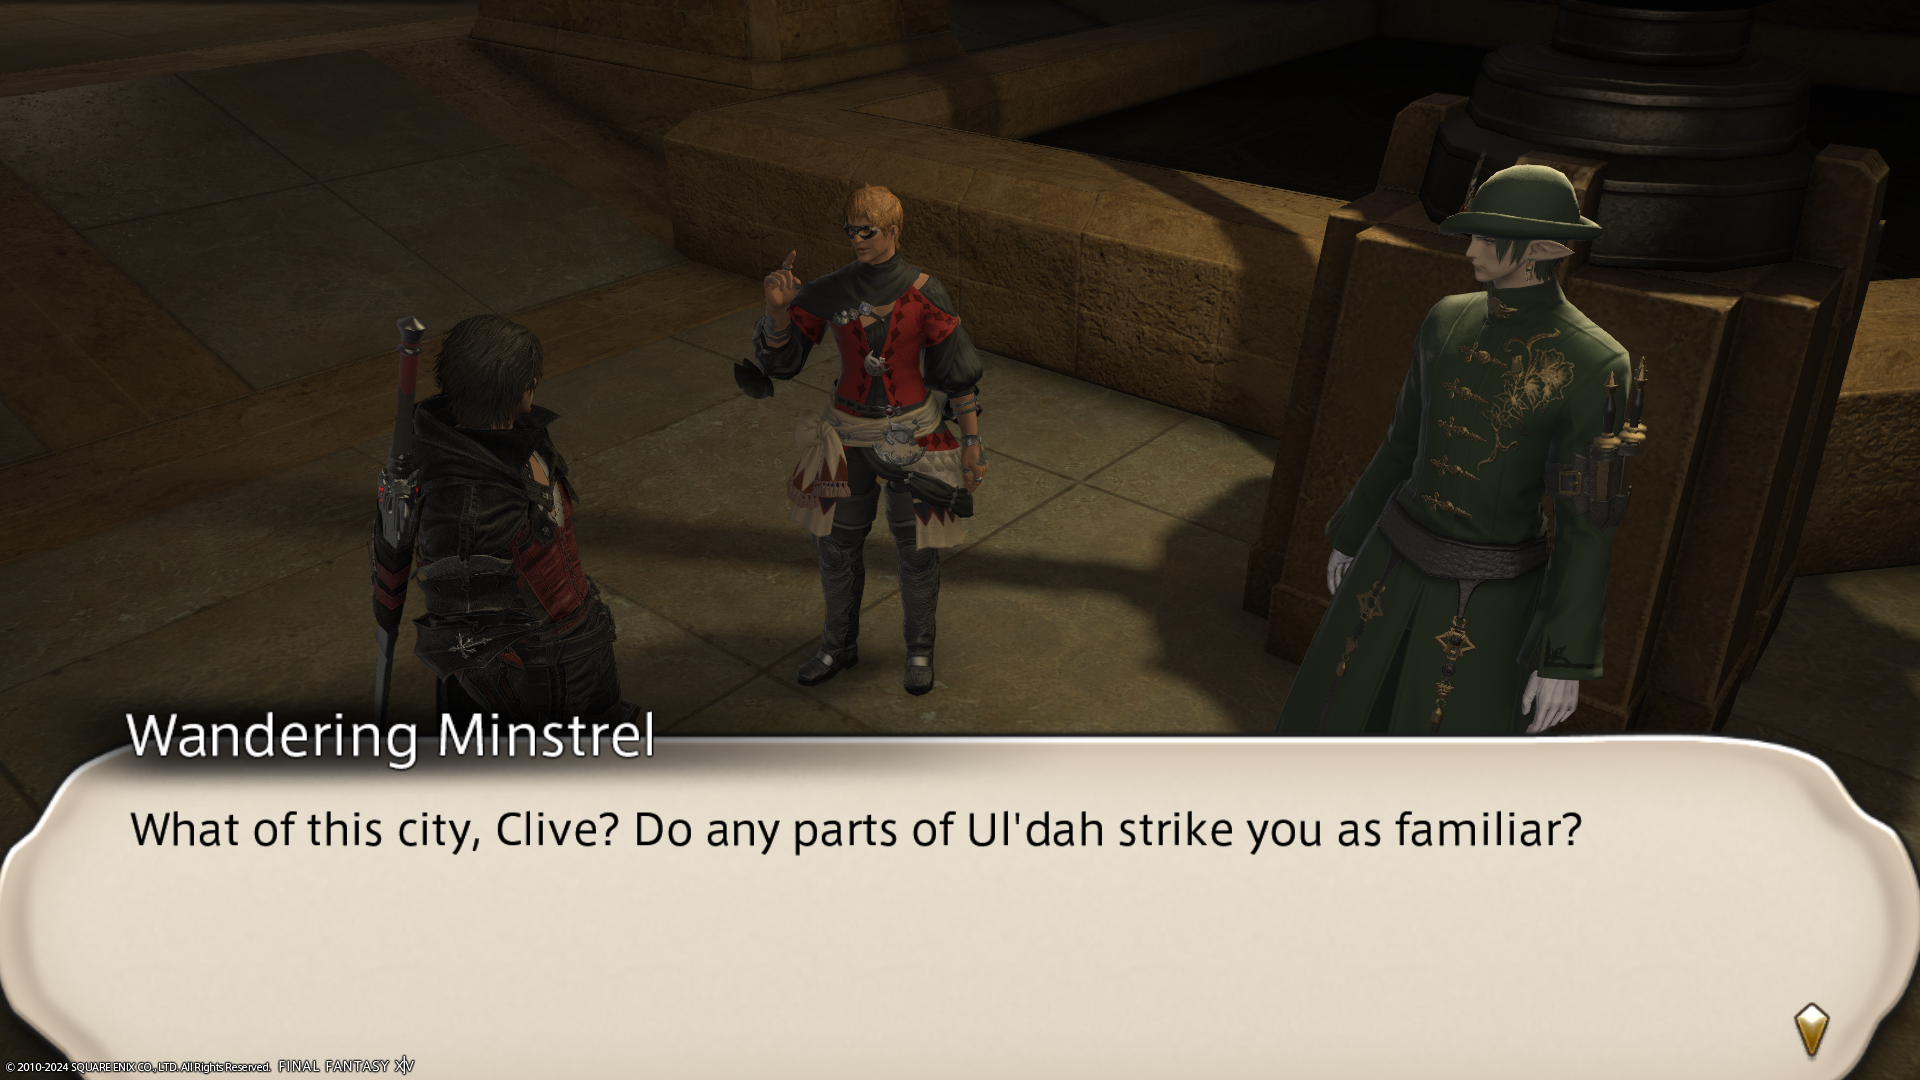 Wandering Minstrel
What of this city, Clive? Do any parts of Ul'dah strike you as familiar?
© 2010-2024 SQUARE ENIX CO., LTD. All Rights Reserved. FINAL FANTASY XIV